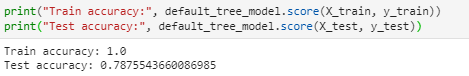 print("Train accuracy:", default_tree_model.score(X_train, y_train))
print("Test accuracy:", default_tree_model.score(X_test, y_test))
Train accuracy: 1.0
Test accuracy: 0.7875543660086985